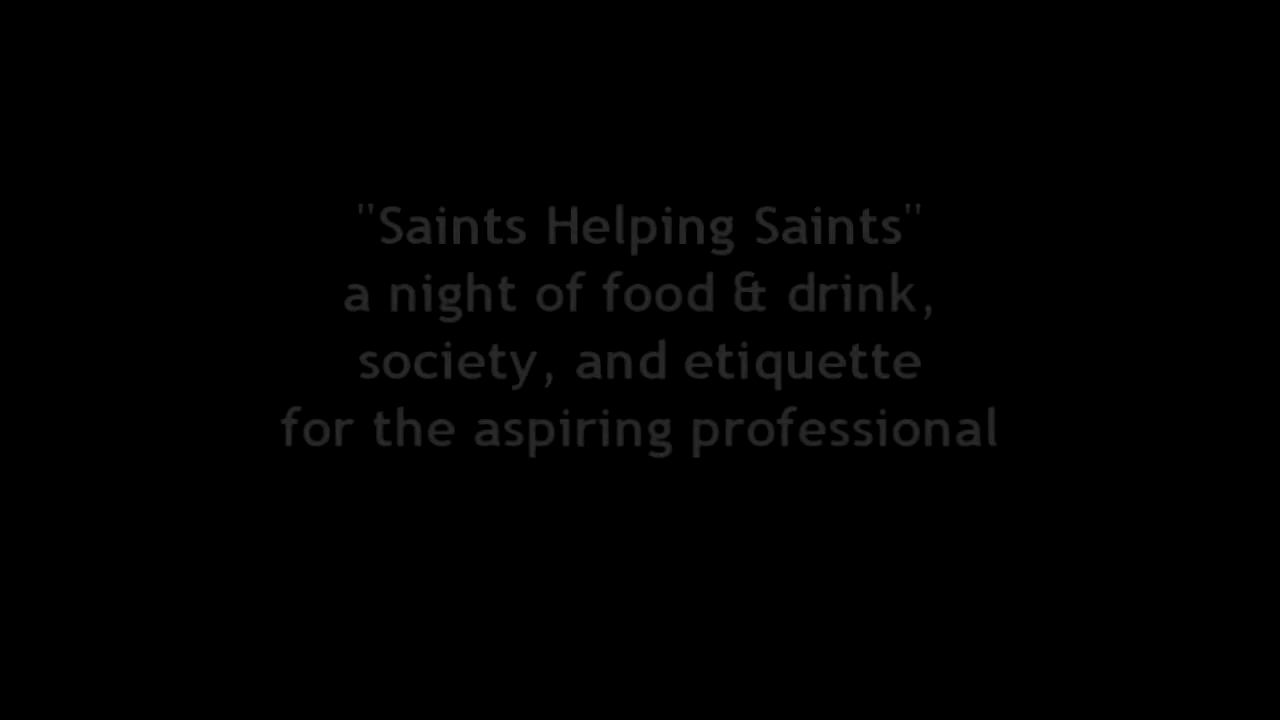 "Saints Helping Saints"
a night of food & drink,
society, and etiquette
for the aspiring professional